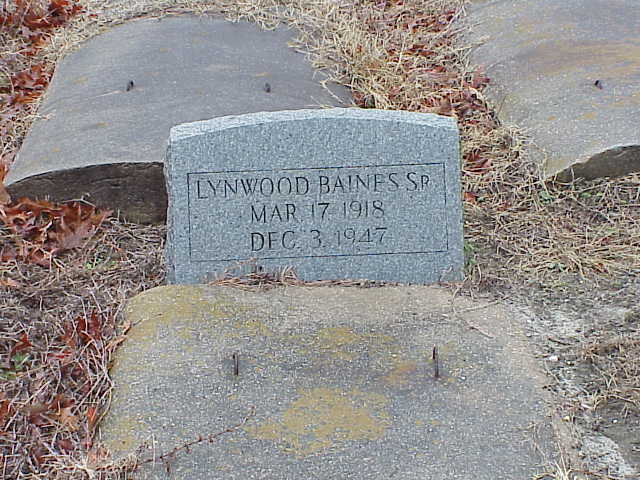 LYNWOOD BAINES SR
MAR 17 1918
DEC. 3, 1947